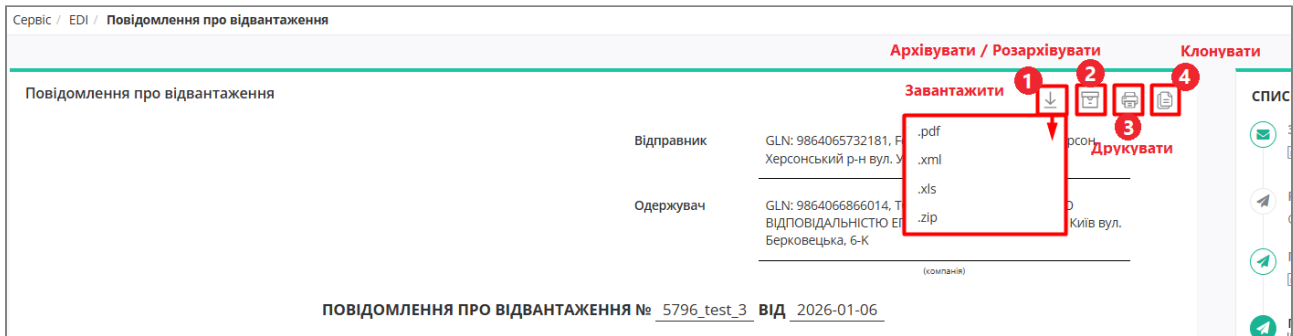 Сервіс / EDI / Повідомлення про відвантаження
Архівувати / Розархівувати
Клонувати
1
2
4
Повідомлення про відвантаження
Завантажити
СПИС
.pdf
.xml
.xls
.zip
3
Друкувати
Відправник
GLN: 9864065732181,
Херсонський р-н вул.
Одержувач
GLN: 9864066866014,
ВІДПОВІДАЛЬНІСТЮ
Київ вул.
Берковецька, 6-К
(компанія)
ПОВІДОМЛЕННЯ ПРО ВІДВАНТАЖЕННЯ № 5796_test_3 ВІД 2026-01-06